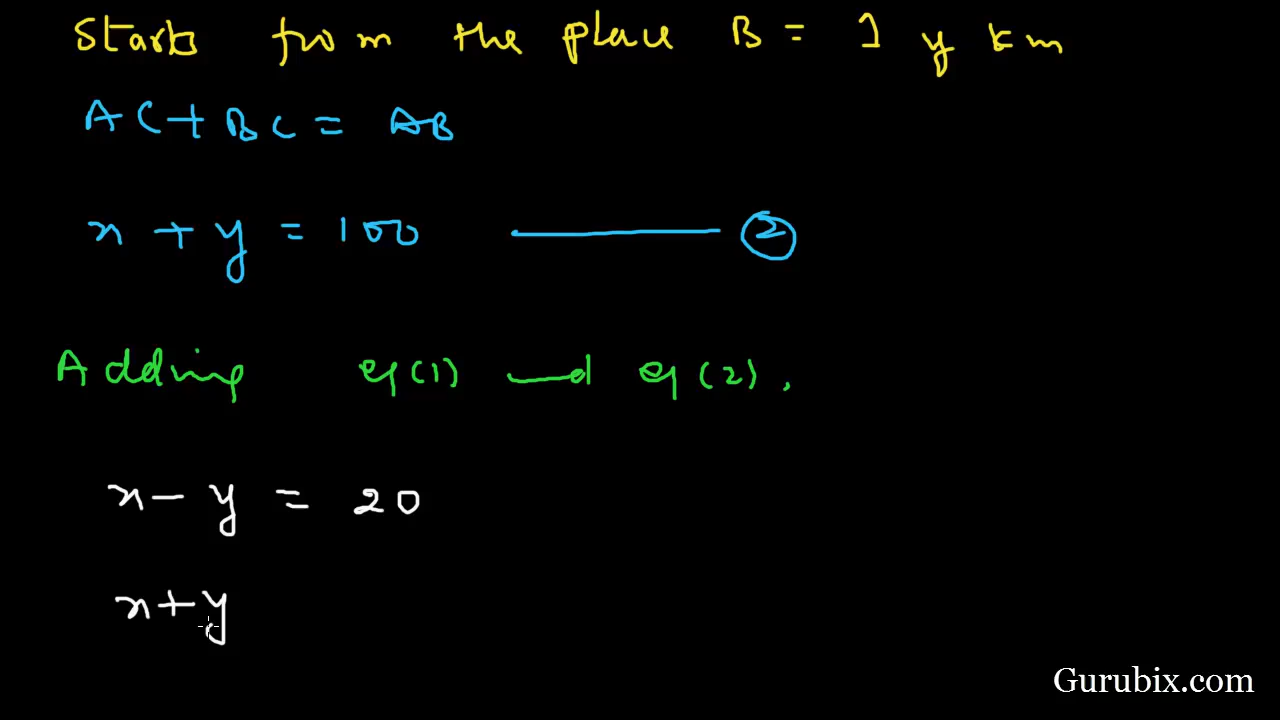 Starts from the place B = 1 y km
AC + BC = AB
x + y = 100 ——— ②
Adding eq(1) and eq(2).
x - y = 20
x + y
Gurubix.com